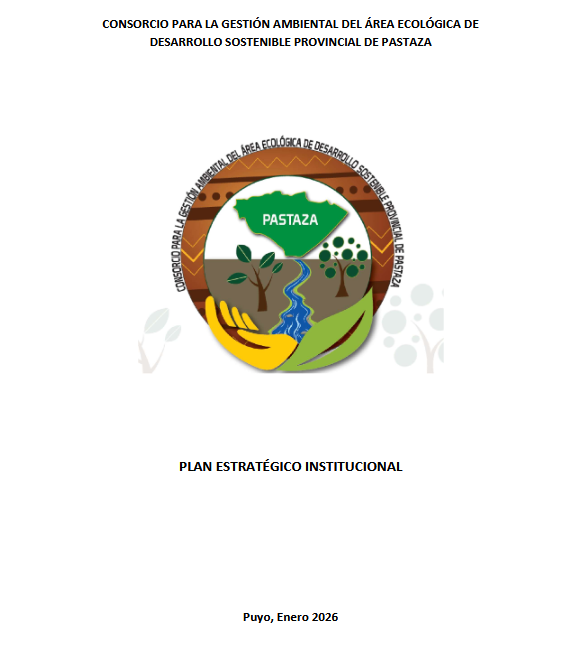 CONSORCIO PARA LA GESTIÓN AMBIENTAL DEL ÁREA ECOLÓGICA DE
DESARROLLO SOSTENIBLE PROVINCIAL DE PASTAZA
CONSORCIO PARA LA GESTIÓN AMBIENTAL DEL ÁREA ECOLÓGICA DE DESARROLLO SOSTENIBLE PROVINCIAL DE PASTAZA
PASTAZA
PLAN ESTRATÉGICO INSTITUCIONAL
Puyo, Enero 2026